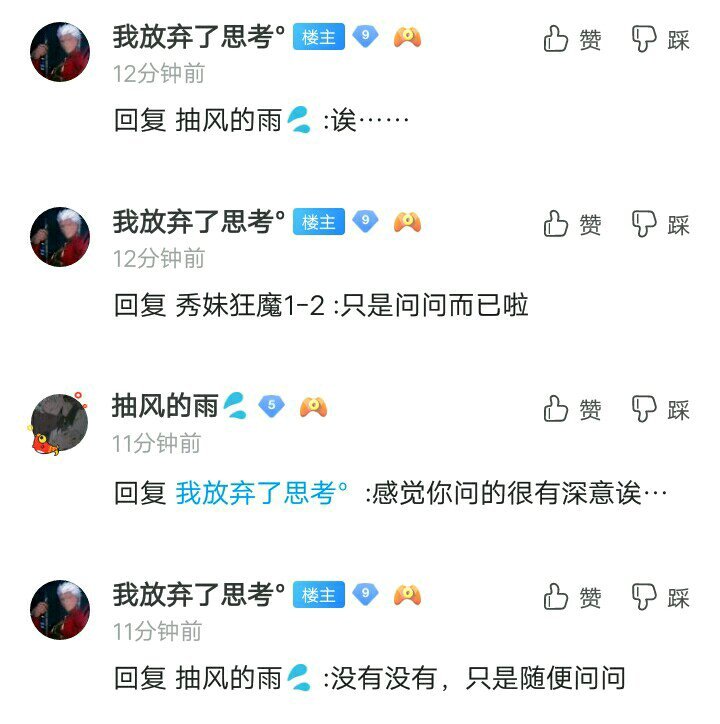 我放弃了思考° 楼主 9 赞 踩
12分钟前
回复 抽风的雨💦 :诶……
我放弃了思考° 楼主 9 赞 踩
12分钟前
回复 秀妹狂魔1-2 :只是问问而已啦
抽风的雨💦 5 赞 踩
11分钟前
回复 我放弃了思考° :感觉你问的很有深意诶…
我放弃了思考° 楼主 9 赞 踩
11分钟前
回复 抽风的雨💦 :没有没有，只是随便问问